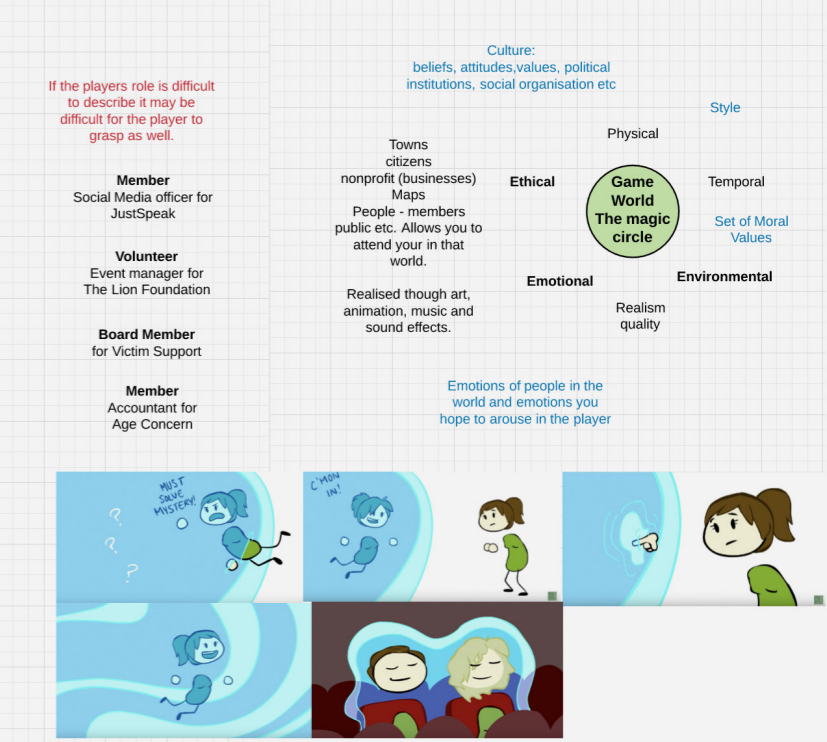 If the players role is difficult
to describe it may be
difficult for the player to
grasp as well.
Member
Social Media officer for
JustSpeak
Volunteer
Event manager for
The Lion Foundation
Board Member
for Victim Support
Member
Accountant for
Age Concern
Culture:
beliefs, attitudes,values, political
institutions, social organisation etc
Towns
citizens
nonprofit (businesses)
Maps
People - members
public etc. Allows you to
attend your in that
world.
Realised though art,
animation, music and
sound effects.
Style
Physical
Ethical
Game
World
The magic
circle
Temporal
Set of Moral
Values
Emotional
Environmental
Realism
quality
Emotions of people in the
world and emotions you
hope to arouse in the player
MUST
SOLVE
MYSTERY!
?
?
?
C'MON
IN!